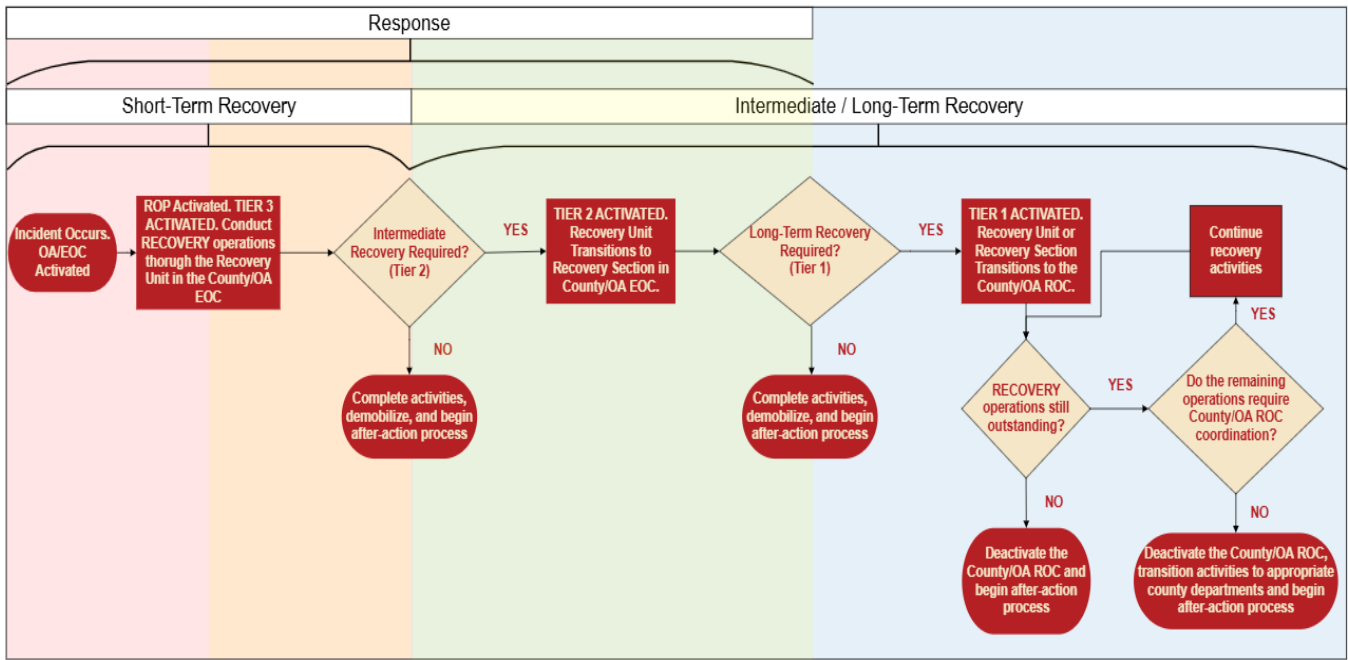 Response
Short-Term Recovery
Intermediate / Long-Term Recovery
Incident Occurs.
OA/EOC
Activated
ROP Activated. TIER 3
ACTIVATED. Conduct
RECOVERY operations
thorugh the Recovery
Unit in the County/OA
EOC
Intermediate
Recovery Required?
(Tier 2)
YES
NO
Complete activities,
demobilize, and begin
after-action process
TIER 2 ACTIVATED.
Recovery Unit
Transitions to
Recovery Section in
County/OA EOC.
Long-Term Recovery
Required?
(Tier 1)
YES
NO
Complete activities,
demobilize, and begin
after-action process
TIER 1 ACTIVATED.
Recovery Unit or
Recovery Section
Transitions to the
County/OA ROC.
RECOVERY
operations still
outstanding?
YES
NO
Deactivate the
County/OA ROC and
begin after-action
process
Do the remaining
operations require
County/OA ROC
coordination?
YES
Continue
recovery
activities
NO
Deactivate the County/OA ROC,
transition activities to appropriate
county departments and begin
after-action process